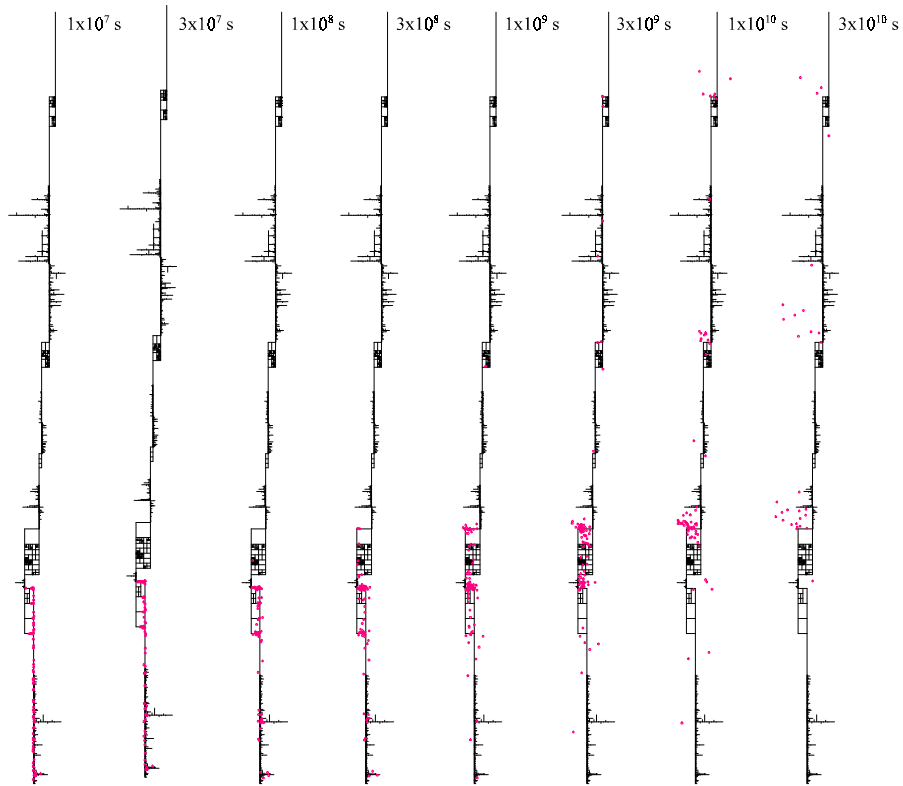 1x10⁷ s
3x10⁷ s
1x10⁸ s
3x10⁸ s
1x10⁹ s
3x10⁹ s
1x10¹⁰ s
3x10¹⁰ s